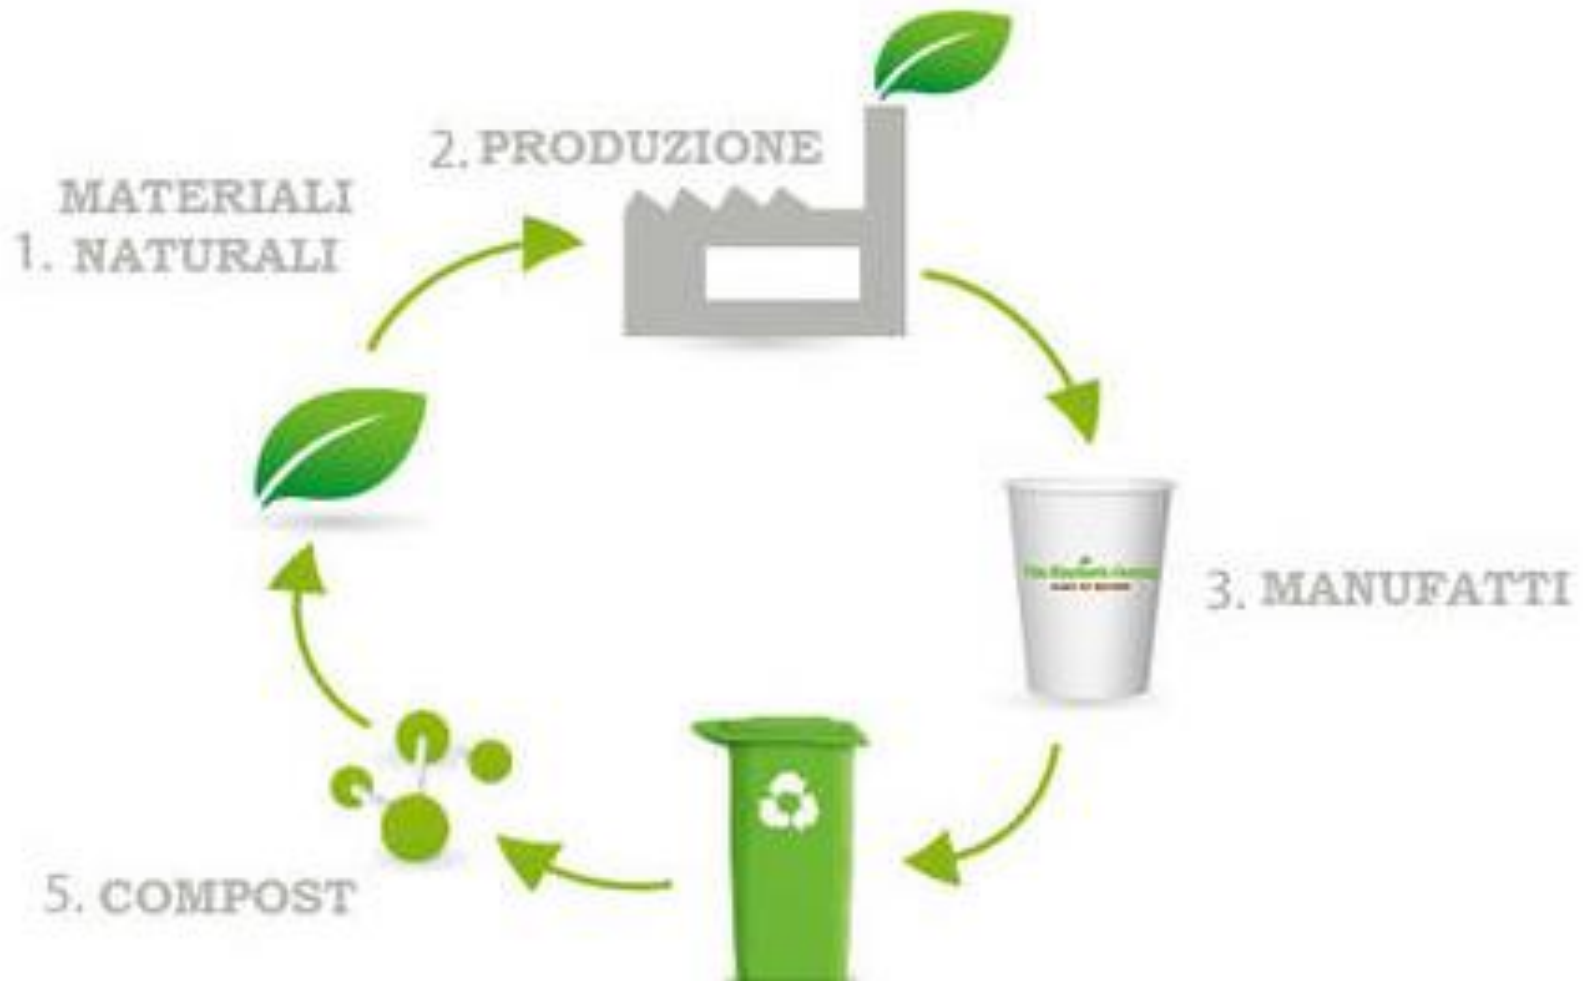 2. PRODUZIONE
MATERIALI
1. NATURALI
3. MANUFATTI
5. COMPOST